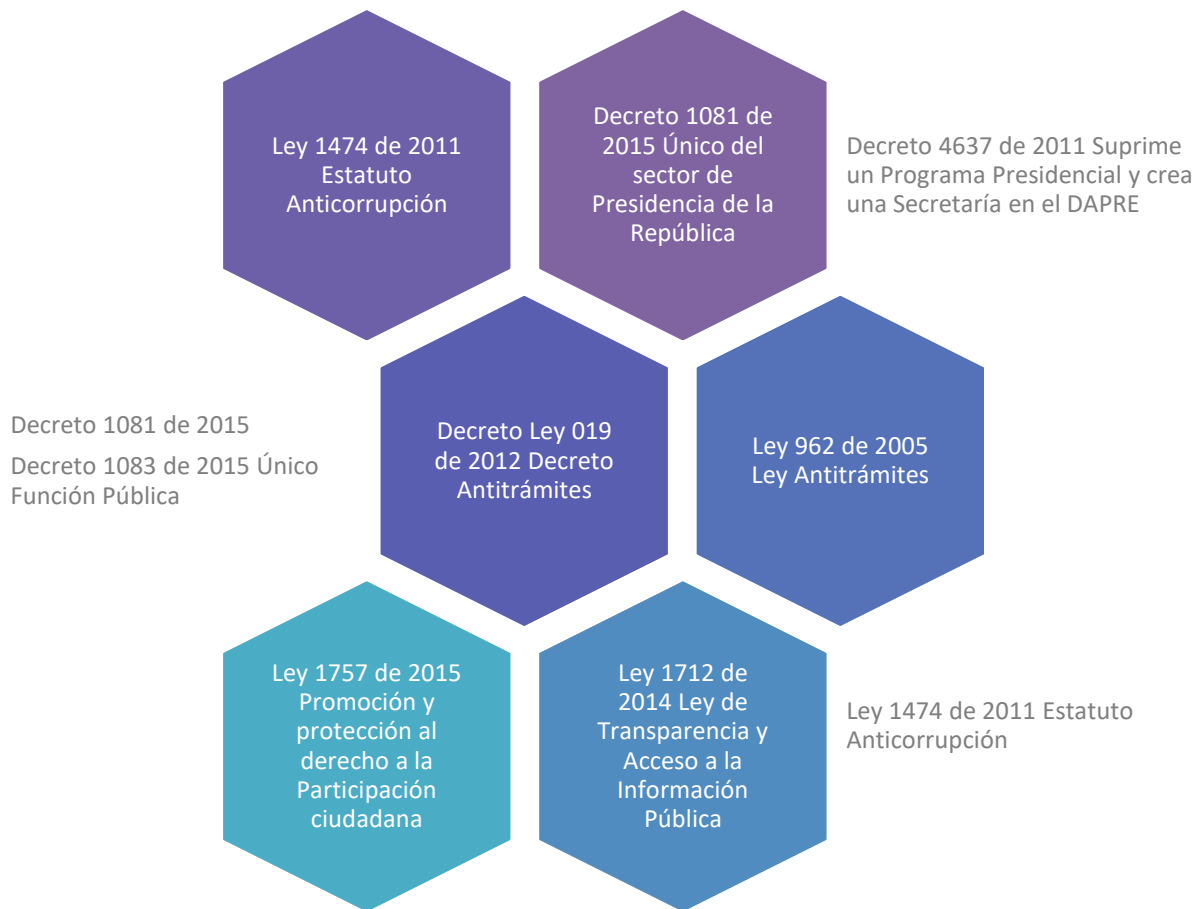 Ley 1474 de 2011
Estatuto
Anticorrupción
Decreto 1081 de
2015 Único del
sector de
Presidencia de la
República
Decreto 4637 de 2011 Suprime
un Programa Presidencial y crea
una Secretaría en el DAPRE
Decreto 1081 de 2015
Decreto 1083 de 2015 Único
Función Pública
Decreto Ley 019
de 2012 Decreto
Antitrámites
Ley 962 de 2005
Ley Antitrámites
Ley 1757 de 2015
Promoción y
protección al
derecho a la
Participación
ciudadana
Ley 1712 de
2014 Ley de
Transparencia y
Acceso a la
Información
Pública
Ley 1474 de 2011 Estatuto
Anticorrupción